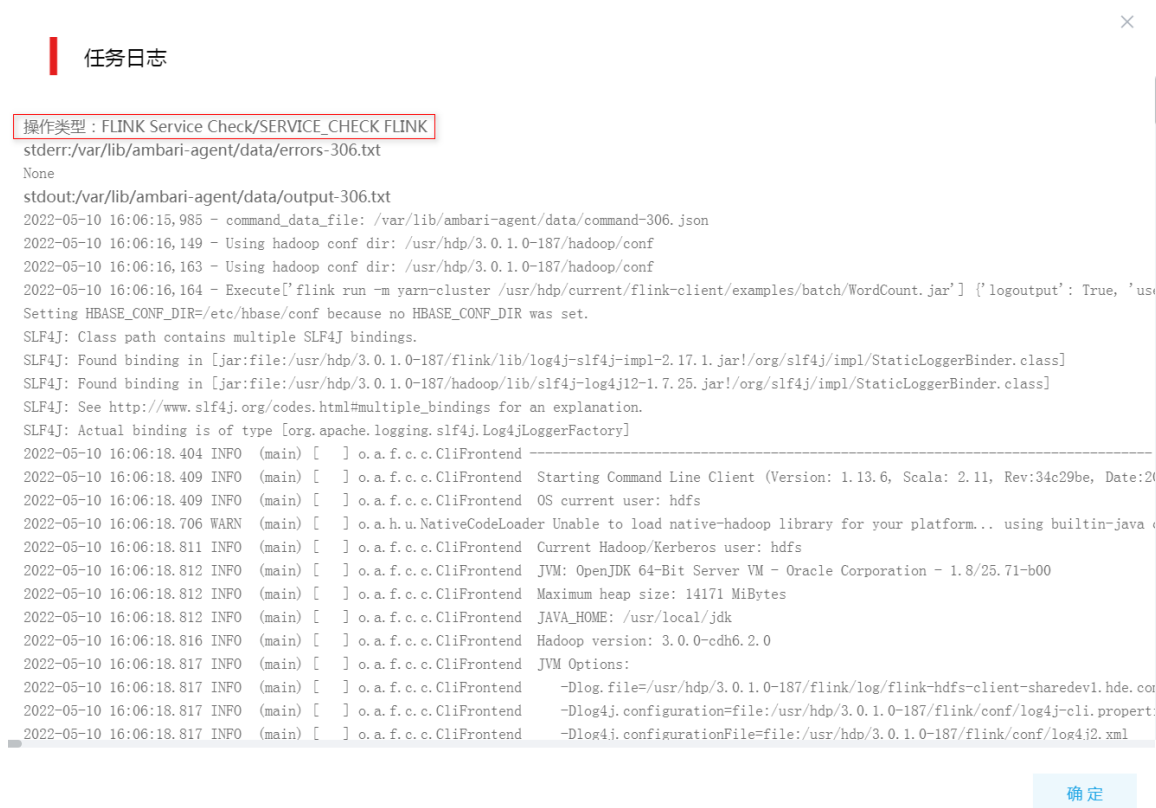 任务日志
操作类型：FLINK Service Check/SERVICE_CHECK FLINK
stderr:/var/lib/ambari-agent/data/errors-306.txt
None
stdout:/var/lib/ambari-agent/data/output-306.txt
2022-05-10 16:06:15,985 - command_data_file: /var/lib/ambari-agent/data/command-306.json
2022-05-10 16:06:16,149 - Using hadoop conf dir: /usr/hdp/3.0.1.0-187/hadoop/conf
2022-05-10 16:06:16,163 - Using hadoop conf dir: /usr/hdp/3.0.1.0-187/hadoop/conf
2022-05-10 16:06:16,164 - Execute['flink run -m yarn-cluster /usr/hdp/current/flink-client/examples/batch/WordCount.jar'] {'logoutput': True, 'use
Setting HBASE_CONF_DIR=/etc/hbase/conf because no HBASE_CONF_DIR was set.
SLF4J: Class path contains multiple SLF4J bindings.
SLF4J: Found binding in [jar:file:/usr/hdp/3.0.1.0-187/flink/lib/log4j-slf4j-impl-2.17.1.jar!/org/slf4j/impl/StaticLoggerBinder.class]
SLF4J: Found binding in [jar:file:/usr/hdp/3.0.1.0-187/hadoop/lib/slf4j-log4j12-1.7.25.jar!/org/slf4j/impl/StaticLoggerBinder.class]
SLF4J: See http://www.slf4j.org/codes.html#multiple_bindings for an explanation.
SLF4J: Actual binding is of type [org.apache.logging.slf4j.Log4jLoggerFactory]
2022-05-10 16:06:18.404 INFO  (main) [   ] o.a.f.c.c.CliFrontend --------------------------------------------------------------------------------
2022-05-10 16:06:18.409 INFO  (main) [   ] o.a.f.c.c.CliFrontend  Starting Command Line Client (Version: 1.13.6, Scala: 2.11, Rev:34c29be, Date:20
2022-05-10 16:06:18.409 INFO  (main) [   ] o.a.f.c.c.CliFrontend  OS current user: hdfs
2022-05-10 16:06:18.706 WARN  (main) [   ] o.a.h.u.NativeCodeLoader Unable to load native-hadoop library for your platform... using builtin-java c
2022-05-10 16:06:18.811 INFO  (main) [   ] o.a.f.c.c.CliFrontend  Current Hadoop/Kerberos user: hdfs
2022-05-10 16:06:18.812 INFO  (main) [   ] o.a.f.c.c.CliFrontend  JVM: OpenJDK 64-Bit Server VM - Oracle Corporation - 1.8/25.71-b00
2022-05-10 16:06:18.812 INFO  (main) [   ] o.a.f.c.c.CliFrontend  Maximum heap size: 14171 MiBytes
2022-05-10 16:06:18.812 INFO  (main) [   ] o.a.f.c.c.CliFrontend  JAVA_HOME: /usr/local/jdk
2022-05-10 16:06:18.816 INFO  (main) [   ] o.a.f.c.c.CliFrontend  Hadoop version: 3.0.0-cdh6.2.0
2022-05-10 16:06:18.817 INFO  (main) [   ] o.a.f.c.c.CliFrontend  JVM Options:
2022-05-10 16:06:18.817 INFO  (main) [   ] o.a.f.c.c.CliFrontend     -Dlog.file=/usr/hdp/3.0.1.0-187/flink/log/flink-hdfs-client-sharedev1.hde.com
2022-05-10 16:06:18.817 INFO  (main) [   ] o.a.f.c.c.CliFrontend     -Dlog4j.configuration=file:/usr/hdp/3.0.1.0-187/flink/conf/log4j-cli.properti
2022-05-10 16:06:18.817 INFO  (main) [   ] o.a.f.c.c.CliFrontend     -Dlog4j.configurationFile=file:/usr/hdp/3.0.1.0-187/flink/conf/log4j2.xml
确 定